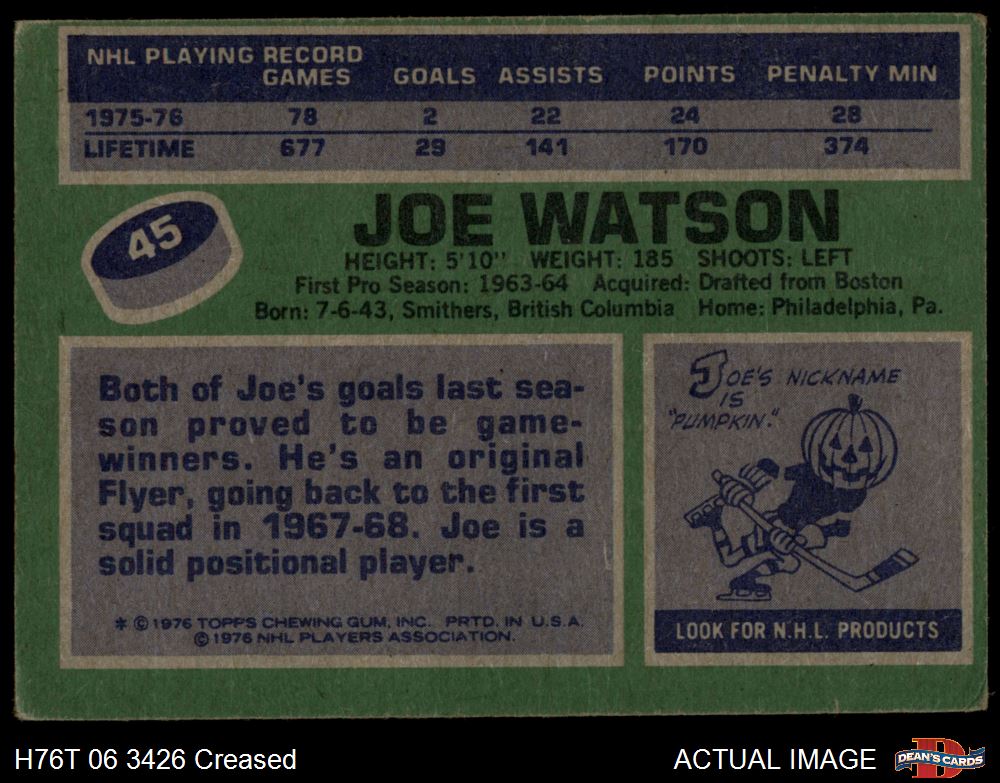 NHL PLAYING RECORD
GAMES GOALS ASSISTS POINTS PENALTY MIN
1975-76 78 2 22 24 28
LIFETIME 677 29 141 170 374
45
JOE WATSON
HEIGHT: 5'10" WEIGHT: 185 SHOOTS: LEFT
First Pro Season: 1963-64 Acquired: Drafted from Boston
Born: 7-6-43, Smithers, British Columbia Home: Philadelphia, Pa.
Both of Joe's goals last sea-
son proved to be game-
winners. He's an original
Flyer, going back to the first
squad in 1967-68. Joe is a
solid positional player.
* © 1976 TOPPS CHEWING GUM, INC. PRTD. IN U.S.A.
© 1976 NHL PLAYERS ASSOCIATION.
JOE'S NICKNAME
IS
"PUMPKIN."
LOOK FOR N.H.L. PRODUCTS
H76T 06 3426 Creased
ACTUAL IMAGE
D
DEAN'S CARDS